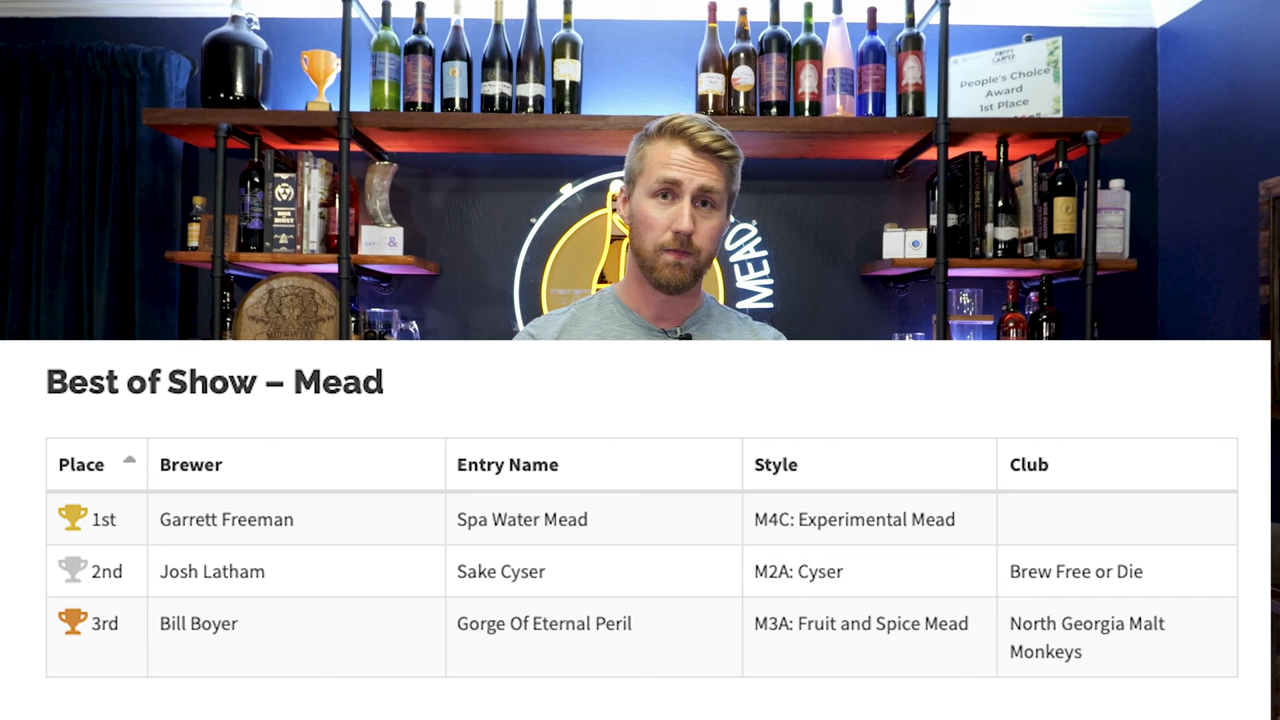 People's Choice
Award
1st Place
MEAD
Best of Show – Mead
Place Brewer Entry Name Style Club
1st Garrett Freeman Spa Water Mead M4C: Experimental Mead
2nd Josh Latham Sake Cyser M2A: Cyser Brew Free or Die
3rd Bill Boyer Gorge Of Eternal Peril M3A: Fruit and Spice Mead North Georgia Malt
Monkeys